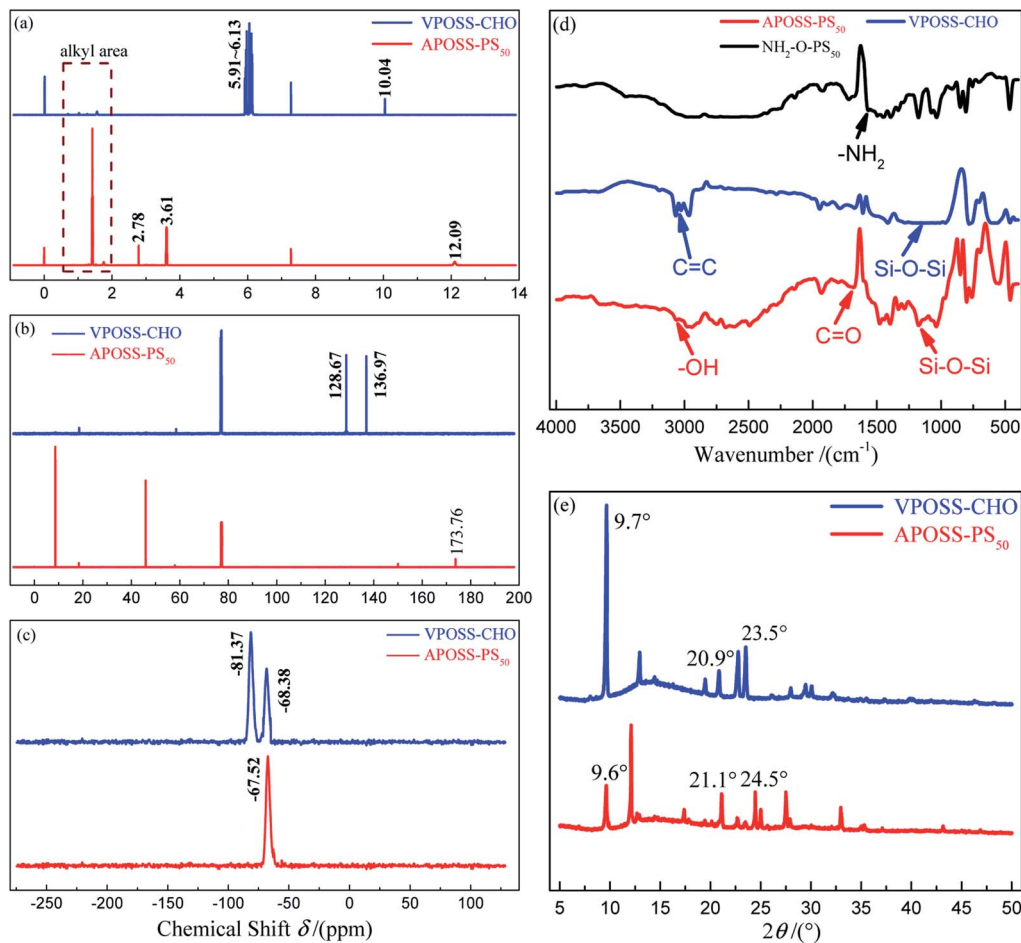 (a)
VPOSS-CHO
APOSS-PS₅₀
alkyl area
5.91~6.13
10.04
2.78
3.61
12.09
0 2 4 6 8 10 12 14
(b)
VPOSS-CHO
APOSS-PS₅₀
128.67
136.97
173.76
0 20 40 60 80 100 120 140 160 180 200
(c)
VPOSS-CHO
APOSS-PS₅₀
-81.37
-68.38
-67.52
-250 -200 -150 -100 -50 0 50 100
Chemical Shift δ/(ppm)
(d)
APOSS-PS₅₀ VPOSS-CHO
NH₂-O-PS₅₀
-NH₂
C=C
Si-O-Si
C=O
-OH
Si-O-Si
4000 3500 3000 2500 2000 1500 1000 500
Wavenumber /(cm⁻¹)
(e)
VPOSS-CHO
APOSS-PS₅₀
9.7°
23.5°
20.9°
9.6°
21.1° 24.5°
5 10 15 20 25 30 35 40 45 50
2θ/(°)